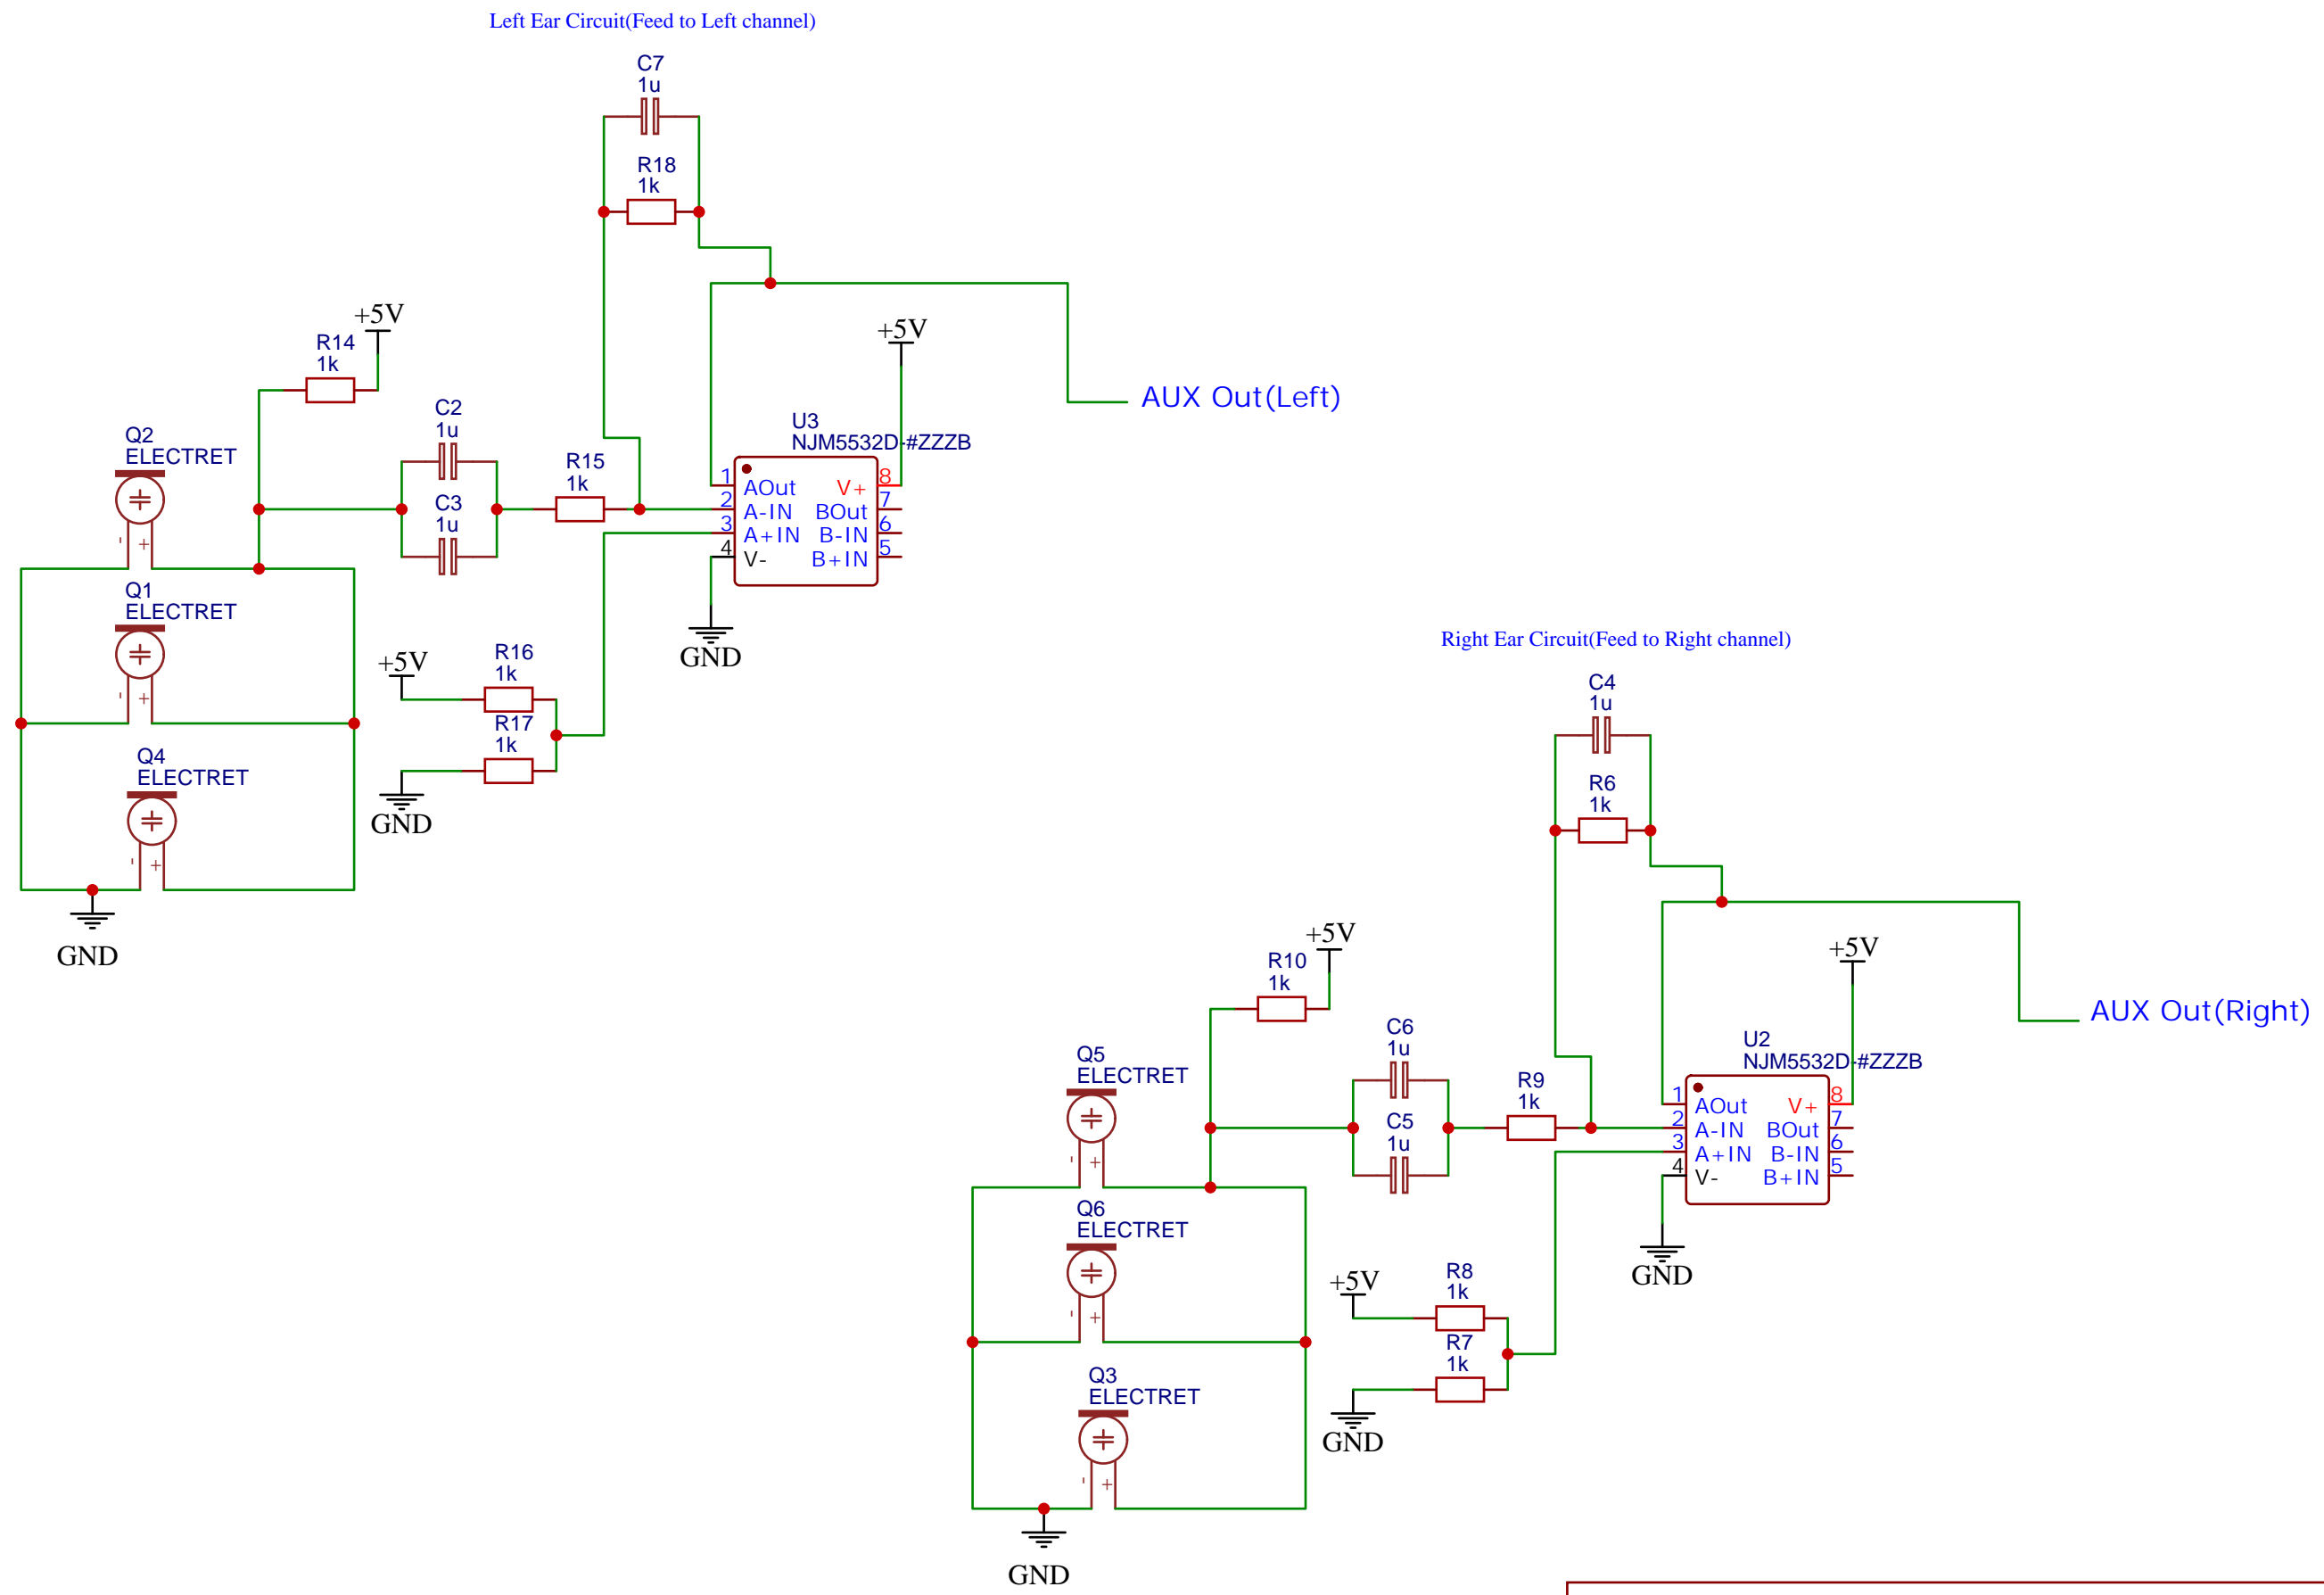 Left Ear Circuit(Feed to Left channel)
C7
1u
R18
1k
+5V
R14
1k
+5V
AUX Out(Left)
C2
1u
U3
NJM5532D-#ZZZB
Q2
ELECTRET
R15
1k
C3
1u
1 AOut V+ 8
2 A-IN BOut 7
3 A+IN B-IN 6
4 V- B+IN 5
- +
Q1
ELECTRET
GND
- +
+5V
R16
1k
R17
1k
GND
Q4
ELECTRET
- +
GND
Right Ear Circuit(Feed to Right channel)
C4
1u
R6
1k
+5V
R10
1k
+5V
AUX Out(Right)
C6
1u
U2
NJM5532D-#ZZZB
Q5
ELECTRET
R9
1k
C5
1u
1 AOut V+ 8
2 A-IN BOut 7
3 A+IN B-IN 6
4 V- B+IN 5
- +
Q6
ELECTRET
GND
- +
+5V
R8
1k
R7
1k
GND
Q3
ELECTRET
- +
GND